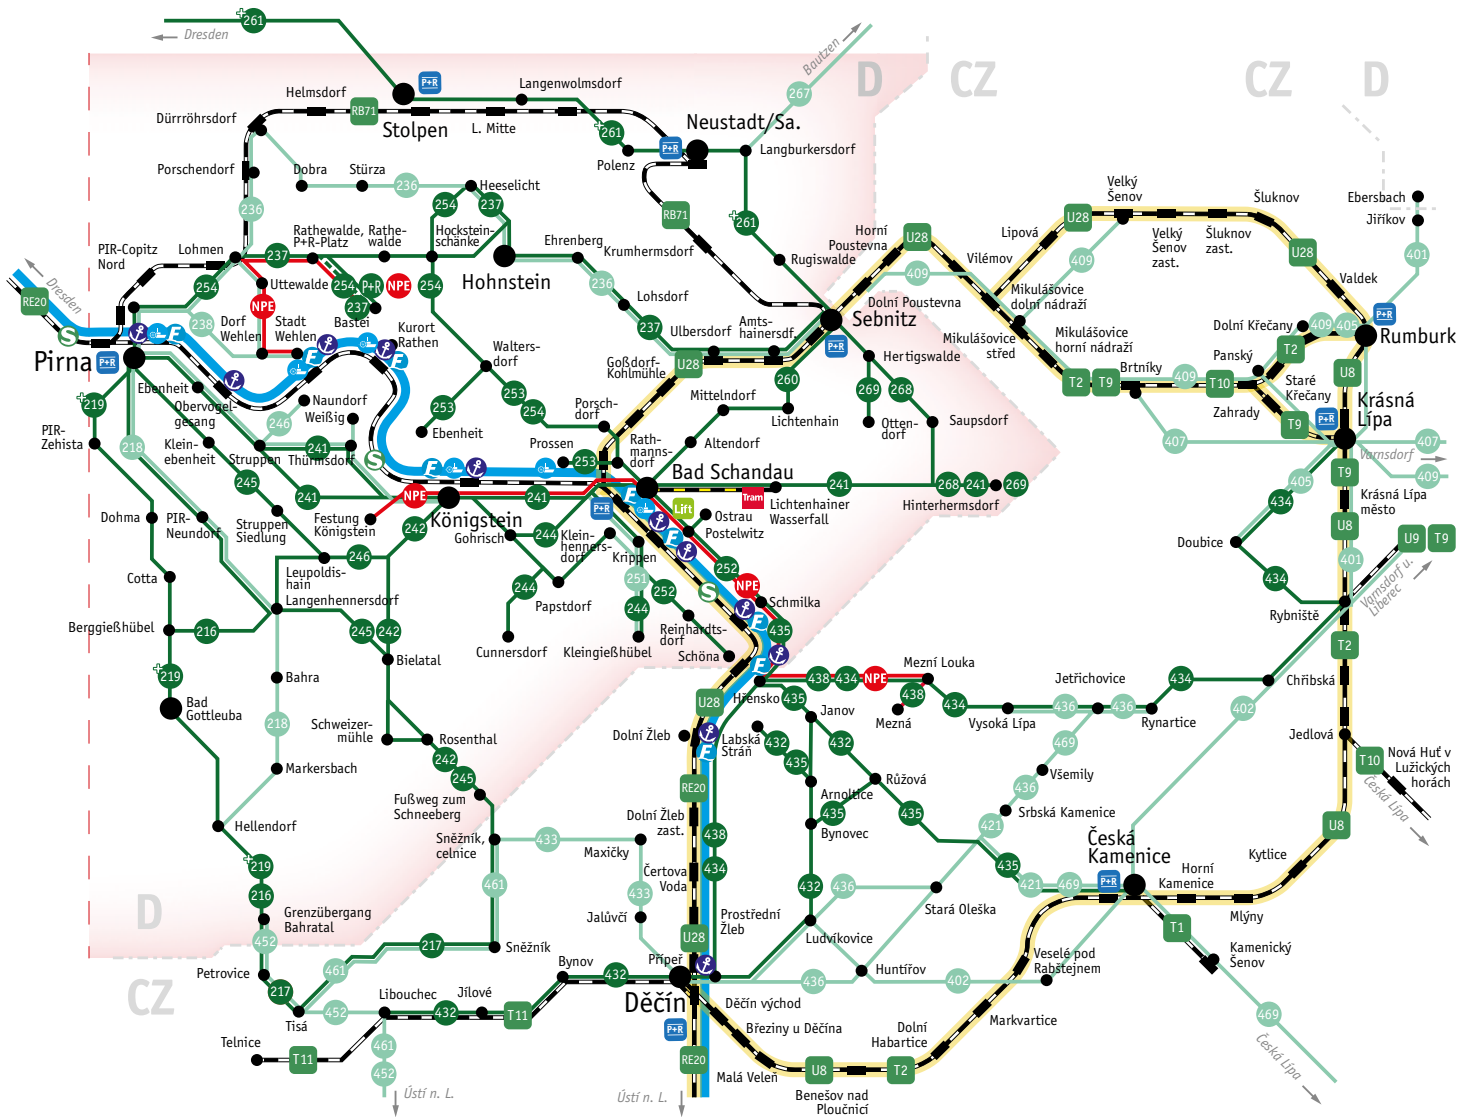 +261
Dresden
Bautzen
D
CZ
CZ
D
P+R
Langenwolmsdorf
267
Helmsdorf
RB71
Stolpen
L. Mitte
Dürrröhrsdorf
+261
Neustadt/Sa.
P+R
Polenz
Langburkersdorf
Porschendorf
Dobra
Stürza
236
Heeselicht
254
237
236
RB71
+261
Velký
Šenov
Šluknov
Ebersbach
Jiříkov
U28
Lipová
Velký
Šenov
zast.
Šluknov
zast.
U28
401
PIR-Copitz
Nord
Lohmen
Rathewalde,
P+R-Platz
Rathe-
walde
Hockstein-
schänke
Ehrenberg
Krumhermsdorf
Horní
Poustevna
U28
Rugiswalde
Vilémov
409
409
Valdek
237
Hohnstein
Dresden
RE20
254
Uttewalde
254
P+R
NPE
254
237
Bastei
236
Lohsdorf
237
Mikulášovice
dolní nádraží
P+R
NPE
238
Dorf
Wehlen
Stadt
Wehlen
Kurort
Rathen
Ulbersdorf
Amts-
hainersdf.
Dolní Poustevna
Sebnitz
P+R
Mikulášovice
střed
Mikulášovice
horní nádraží
Dolní Křečany
409
405
Rumburk
S
F
F
F
Pirna
P+R
Walters-
dorf
Goßdorf-
Kohlmühle
U28
Hertigswalde
T2
Panský
Brtníky
T2
T9
409
T10
U8
Ebenheit
Obervogel-
gesang
Naundorf
Weißig
246
253
253
254
Ebenheit
260
269
268
Mittelndorf
Lichtenhain
Otten-
dorf
Saupsdorf
Staré
Křečany
Zahrady
T9
P+R
Krásná
Lípa
+219
PIR-
Zehista
218
Klein-
ebenheit
Struppen
241
Thürmsdorf
Porsch-
dorf
Prossen
253
Rath-
manns-
dorf
Altendorf
407
407
Varnsdorf
409
S
F
245
241
NPE
241
Bad Schandau
Tram
Lichtenhainer
Wasserfall
241
268
241
269
Hinterhermsdorf
405
434
T9
Krásná Lípa
město
Festung
Königstein
Königstein
242
Gohrisch
P+R
F
Lift
Ostrau
Postelwitz
Dohma
PIR-
Neundorf
Struppen
Siedlung
244
Klein-
henners-
dorf
Krippen
F
Doubice
U8
U9
T9
246
Leupoldis-
hain
244
251
252
252
NPE
401
434
Varnsdorf u.
Liberec
Cotta
Papstdorf
S
Schmilka
Langenhennersdorf
Berggießhübel
216
245
242
244
Reinhardts-
dorf
F
435
Rybniště
Cunnersdorf
Kleingießhübel
Schöna
T2
+219
Bielatal
F
Mezní Louka
Jetřichovice
438
434
NPE
434
Bahra
Hřensko
435
438
434
Chřibská
Bad
Gottleuba
U28
Mezná
Vysoká Lípa
436
436
Rynartice
402
218
Schweizer-
mühle
Rosenthal
Dolní Žleb
F
Labská
Stráň
Janov
432
432
469
Jedlová
242
435
T10
Nová Huť v
Lužických
horách
Markersbach
245
RE20
Růžová
Všemily
436
Česká Lípa
Fußweg zum
Schneeberg
Arnoltice
435
435
Srbská Kamenice
Hellendorf
Dolní Žleb
zast.
Bynovec
421
U8
Sněžník,
celnice
433
Maxičky
438
Česká
Kamenice
+219
434
435
Kytlice
Čertova
Voda
Horní
Kamenice
461
433
432
436
421
469
P+R
216
D
Grenzübergang
Bahratal
Jalůvčí
Prostřední
Žleb
Stará Oleška
Mlýny
452
217
U28
Ludvíkovice
T1
Sněžník
Kamenický
Šenov
Petrovice
461
Bynov
432
Přípeř
Huntířov
Veselé pod
Rabštejnem
CZ
217
436
402
Děčín
Tisá
452
Libouchec
432
Jílové
T11
Děčín východ
Markvartice
469
Telnice
T11
461
P+R
Březiny u Děčína
Dolní
Habartice
452
RE20
Malá Veleň
U8
T2
Česká Lípa
Ústí n. L.
Ústí n. L.
Benešov nad
Ploučnicí